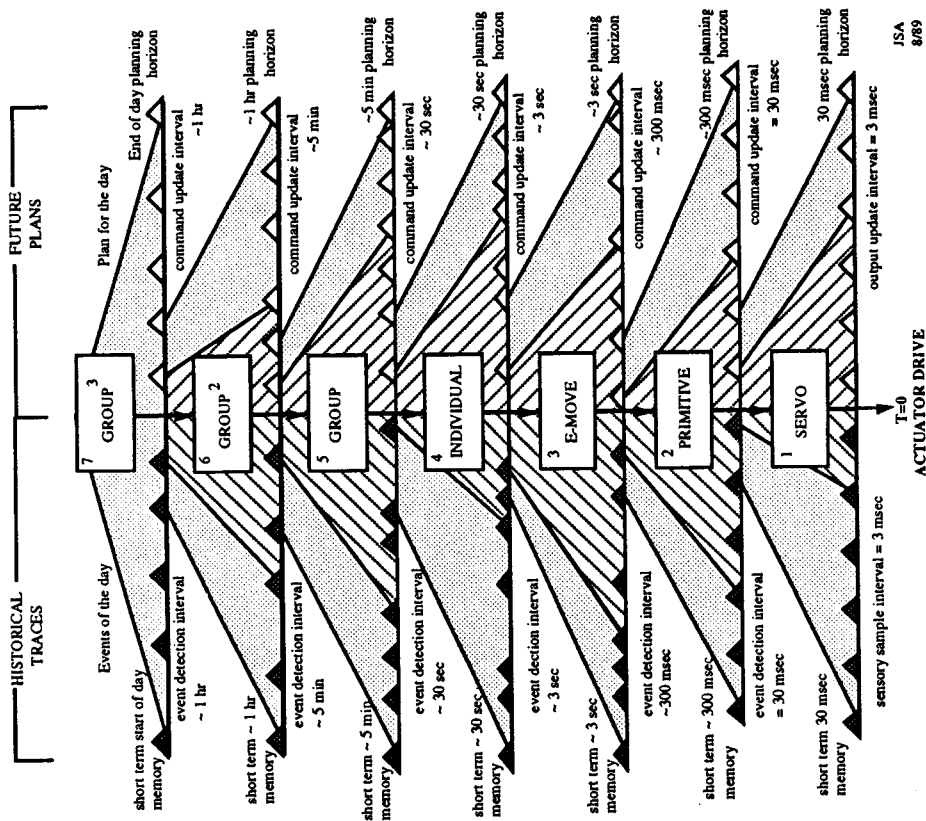 HISTORICAL
TRACES
FUTURE
PLANS
Events of the day
Plan for the day
7
3
GROUP
short term start of day
memory
End of day planning
horizon
event detection interval
~ 1 hr
command update interval
~1 hr
6
2
GROUP
short term ~ 1 hr
memory
~1 hr planning
horizon
event detection interval
~ 5 min
command update interval
~5 min
5
GROUP
short term ~ 5 min
memory
~5 min planning
horizon
event detection interval
~ 30 sec
command update interval
~ 30 sec
4
INDIVIDUAL
short term ~ 30 sec
memory
~30 sec planning
horizon
event dection interval
~ 3 sec
command update interval
~ 3 sec
3
E-MOVE
short term ~ 3 sec
memory
~3 sec planning
horizon
event detection interval
~300 msec
command update interval
~ 300 msec
2
PRIMITIVE
short term ~ 300 msec
memory
~300 msec planning
horizon
event detection interval
= 30 msec
command update interval
= 30 msec
1
SERVO
short term 30 msec
memory
30 msec planning
horizon
sensory sample interval = 3 msec
output update interval = 3 msec
T=0
ACTUATOR DRIVE
JSA
8/89